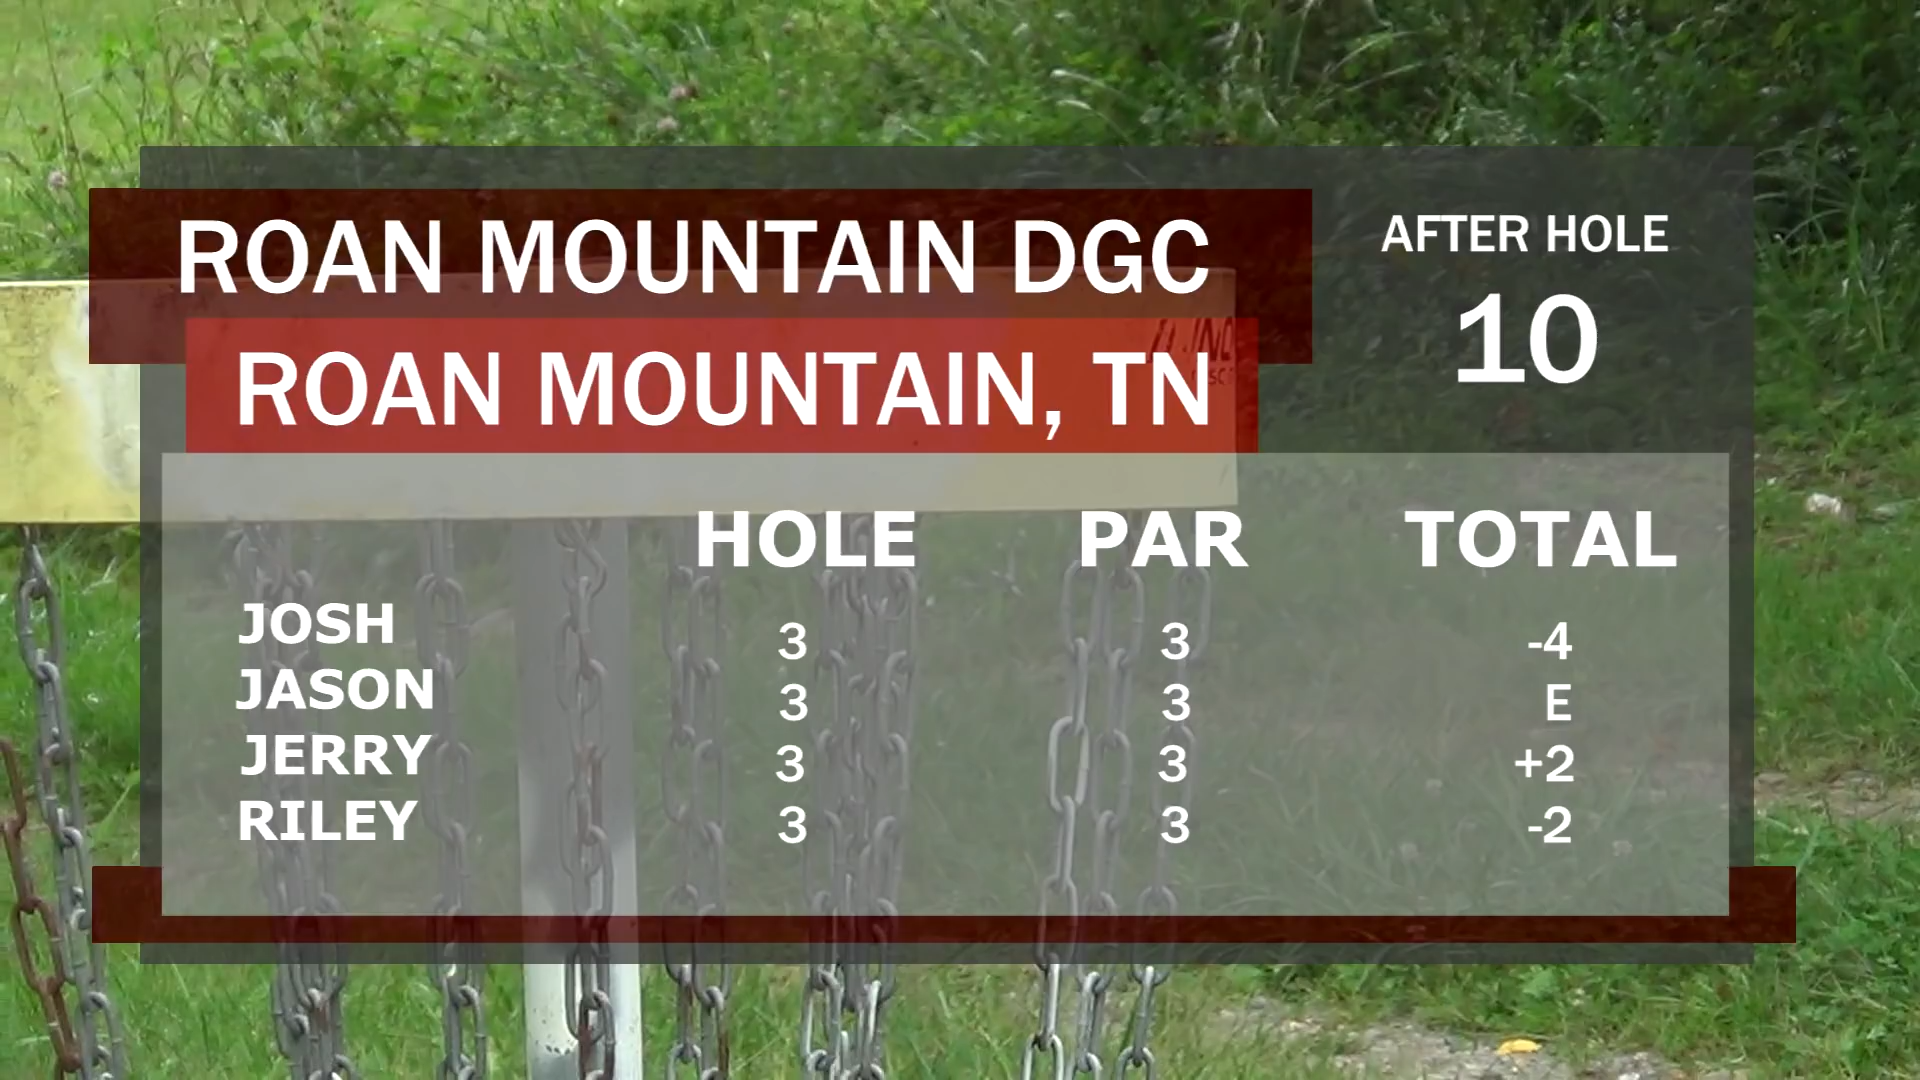 ROAN MOUNTAIN DGC
ROAN MOUNTAIN, TN
AFTER HOLE
10
HOLE PAR TOTAL
JOSH 3 3 -4
JASON 3 3 E
JERRY 3 3 +2
RILEY 3 3 -2